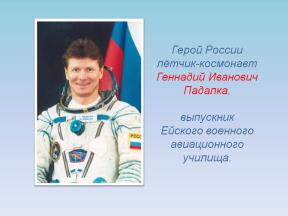 Герой России
лётчик-космонавт
Геннадий Иванович
Падалка,
выпускник
Ейского военного
авиационного
училища.